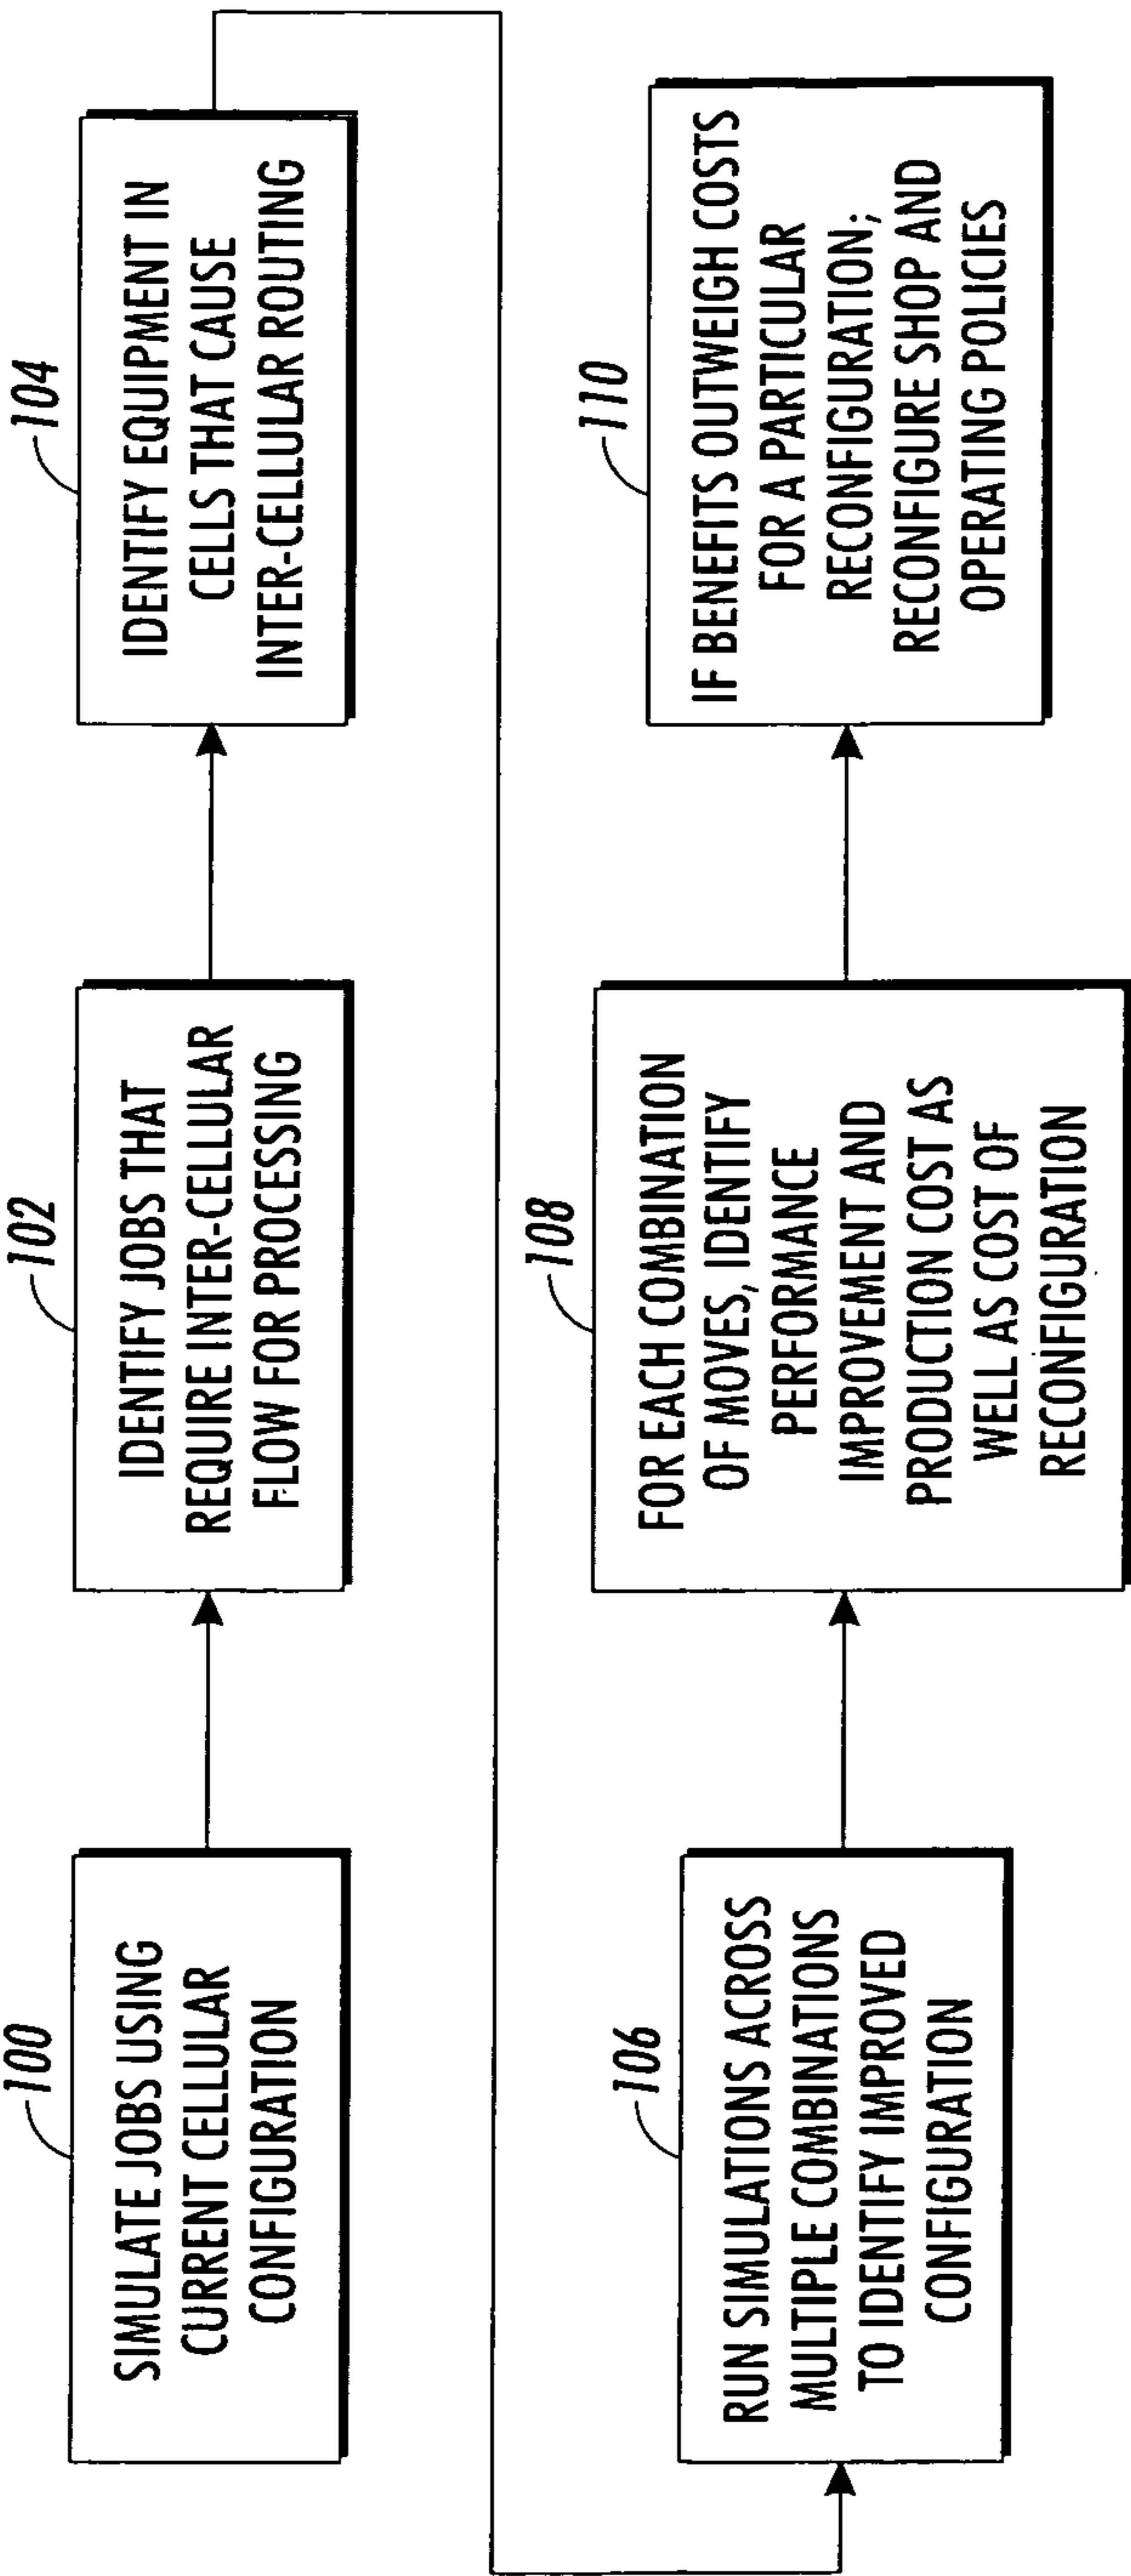 100
SIMULATE JOBS USING
CURRENT CELLULAR
CONFIGURATION
102
IDENTIFY JOBS THAT
REQUIRE INTER-CELLULAR
FLOW FOR PROCESSING
104
IDENTIFY EQUIPMENT IN
CELLS THAT CAUSE
INTER-CELLULAR ROUTING
106
RUN SIMULATIONS ACROSS
MULTIPLE COMBINATIONS
TO IDENTIFY IMPROVED
CONFIGURATION
108
FOR EACH COMBINATION
OF MOVES, IDENTIFY
PERFORMANCE
IMPROVEMENT AND
PRODUCTION COST AS
WELL AS COST OF
RECONFIGURATION
110
IF BENEFITS OUTWEIGH COSTS
FOR A PARTICULAR
RECONFIGURATION;
RECONFIGURE SHOP AND
OPERATING POLICIES